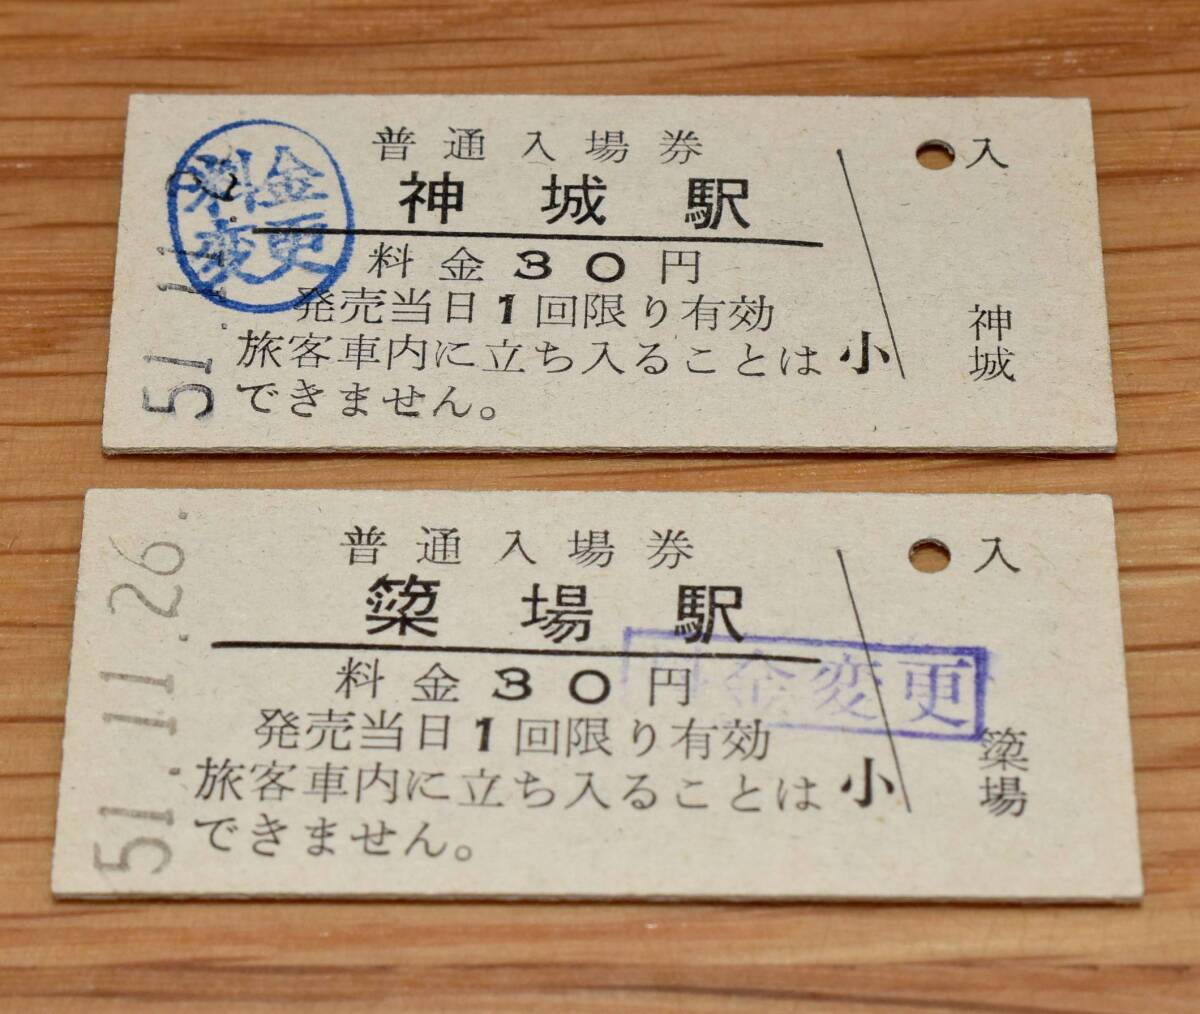 普通入場券
神城駅
料金30円
発売当日1回限り有効
旅客車内に立ち入ることは
できません。
小
入
神城
料金
変更
51.11.2
普通入場券
簗場駅
料金30円
発売当日1回限り有効
旅客車内に立ち入ることは
できません。
小
入
簗場
料金変更
51.11.26.